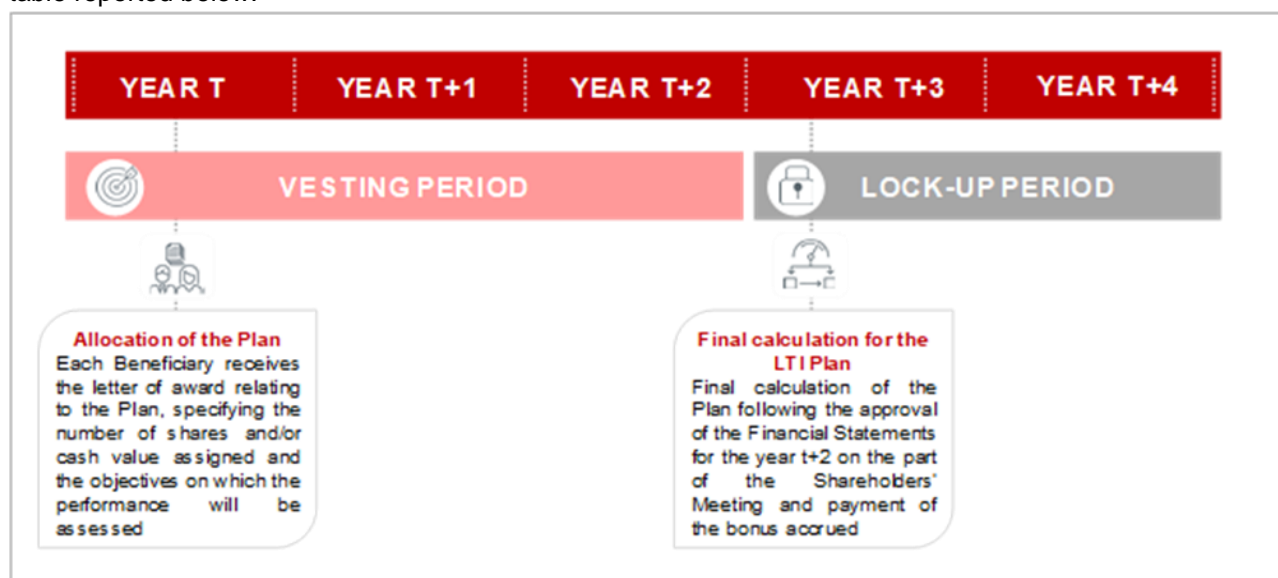 table reported below:
YEAR T YEAR T+1 YEAR T+2 YEAR T+3 YEAR T+4
VESTING PERIOD LOCK-UP PERIOD
Allocation of the Plan
Each Beneficiary receives
the letter of award relating
to the Plan, specifying the
number of shares and/or
cash value assigned and
the objectives on which the
performance will be
assessed
Final calculation for the
LTI Plan
Final calculation of the
Plan following the approval
of the Financial Statements
for the year t+2 on the part
of the Shareholders'
Meeting and payment of
the bonus accrued